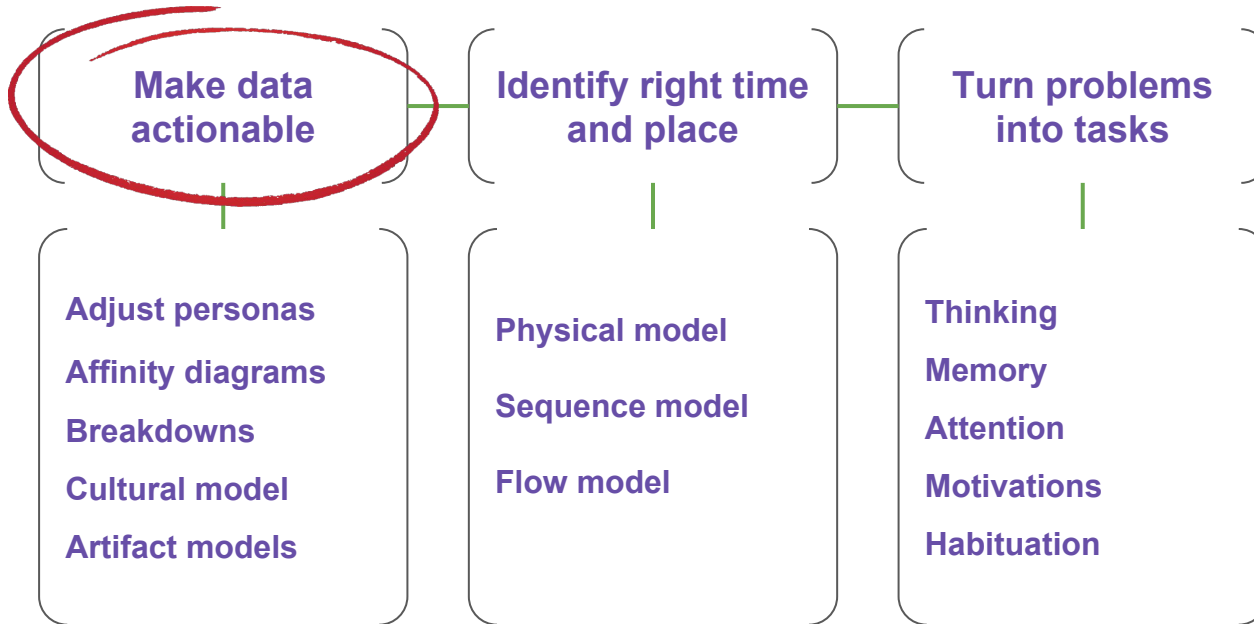 Make data
actionable
Identify right time
and place
Turn problems
into tasks
Adjust personas
Affinity diagrams
Breakdowns
Cultural model
Artifact models
Physical model
Sequence model
Flow model
Thinking
Memory
Attention
Motivations
Habituation